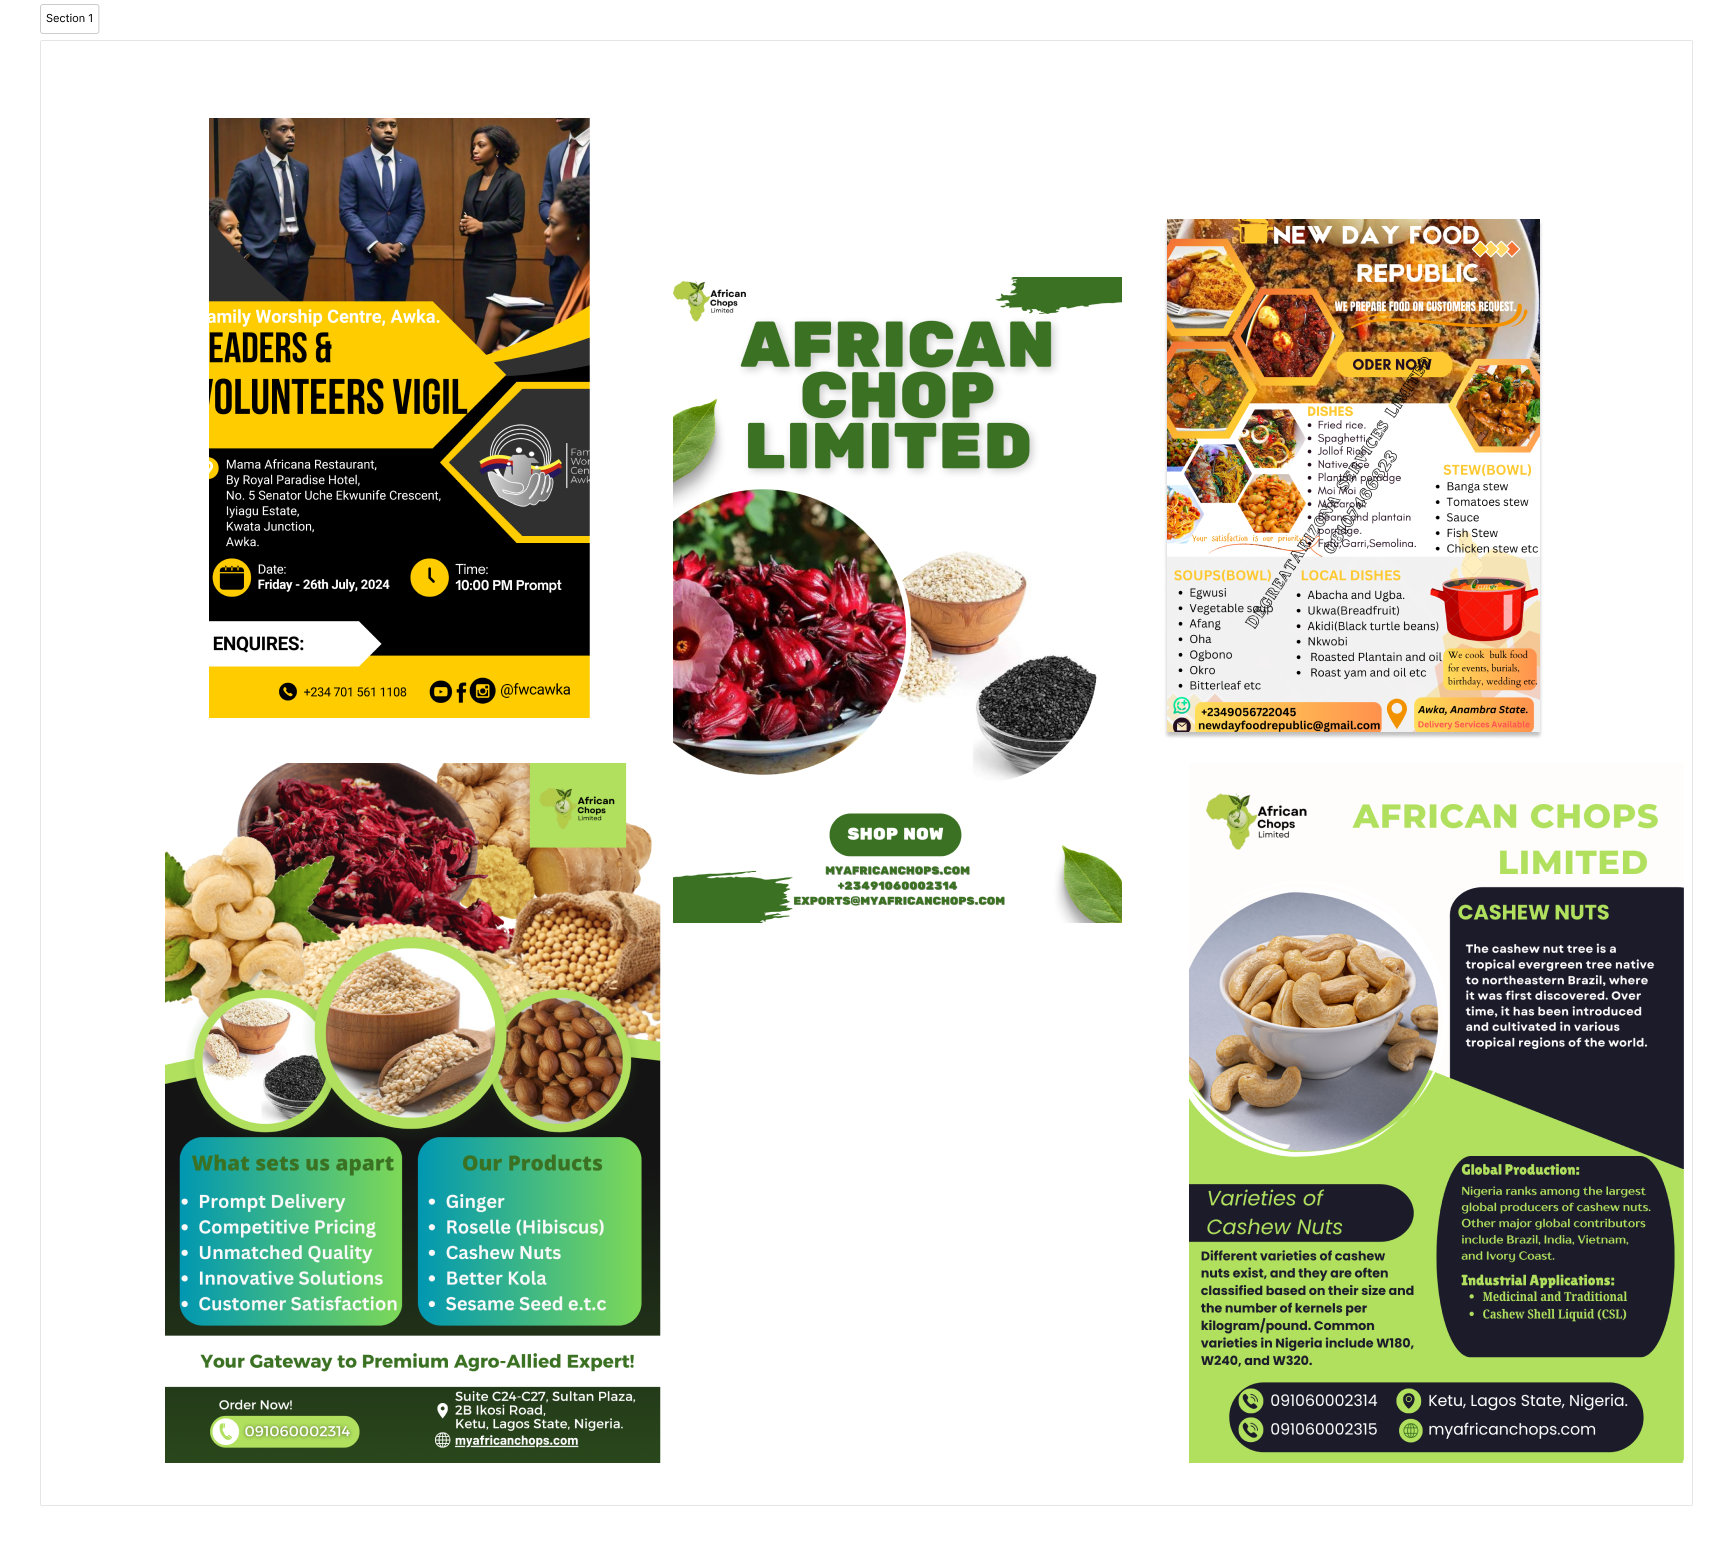 Section 1
amily Worship Centre, Awka.
EADERS &
VOLUNTEERS VIGIL
Mama Africana Restaurant,
By Royal Paradise Hotel,
No. 5 Senator Uche Ekwunife Crescent,
Iyiagu Estate,
Kwata Junction,
Awka.
Fam
Wor
Cen
Awk
Date:
Friday - 26th July, 2024
Time:
10:00 PM Prompt
ENQUIRES:
+234 701 561 1108
@fwcawka
African
Chops
Limited
AFRICAN
CHOP
LIMITED
SHOP NOW
MYAFRICANCHOPS.COM
+23491060002314
EXPORTS@MYAFRICANCHOPS.COM
NEW DAY FOOD
REPUBLIC
WE PREPARE FOOD ON CUSTOMERS REQUEST.
ODER NOW
DISHES
Fried rice.
Spaghetti
Jollof Rice
Native rice
Plantain porridge
Moi Moi
Macaroni
Beans and plantain
porridge.
Fufu,Garri,Semolina.
Your satisfaction is our priority
STEW(BOWL)
Banga stew
Tomatoes stew
Sauce
Fish Stew
Chicken stew etc
SOUPS(BOWL)
Egwusi
Vegetable soup
Afang
Oha
Ogbono
Okro
Bitterleaf etc
LOCAL DISHES
Abacha and Ugba.
Ukwa(Breadfruit)
Akidi(Black turtle beans)
Nkwobi
Roasted Plantain and oil
Roast yam and oil etc
We cook bulk food
for events, burials,
birthday, wedding etc.
+2349056722045
newdayfoodrepublic@gmail.com
Awka, Anambra State.
Delivery Services Available
SERVICES LIMITED
African
Chops
Limited
What sets us apart
Prompt Delivery
Competitive Pricing
Unmatched Quality
Innovative Solutions
Customer Satisfaction
Our Products
Ginger
Roselle (Hibiscus)
Cashew Nuts
Better Kola
Sesame Seed e.t.c
Your Gateway to Premium Agro-Allied Expert!
Order Now!
091060002314
Suite C24-C27, Sultan Plaza,
2B Ikosi Road,
Ketu, Lagos State, Nigeria.
myafricanchops.com
African
Chops
Limited
AFRICAN CHOPS
LIMITED
CASHEW NUTS
The cashew nut tree is a
tropical evergreen tree native
to northeastern Brazil, where
it was first discovered. Over
time, it has been introduced
and cultivated in various
tropical regions of the world.
Varieties of
Cashew Nuts
Different varieties of cashew
nuts exist, and they are often
classified based on their size and
the number of kernels per
kilogram/pound. Common
varieties in Nigeria include W180,
W240, and W320.
Global Production:
Nigeria ranks among the largest
global producers of cashew nuts.
Other major global contributors
include Brazil, India, Vietnam,
and Ivory Coast.
Industrial Applications:
Medicinal and Traditional
Cashew Shell Liquid (CSL)
091060002314
091060002315
Ketu, Lagos State, Nigeria.
myafricanchops.com